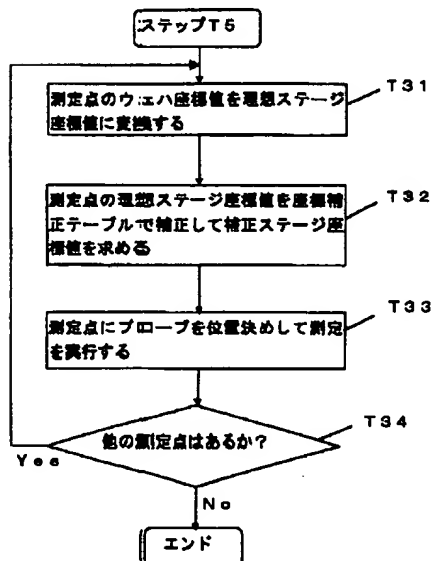 ステップT5
T31
測定点のウェハ座標値を理想ステージ
座標値に変換する
T32
測定点の理想ステージ座標値を座標補
正テーブルで補正して補正ステージ座
標値を求める
T33
測定点にプローブを位置決めして測定
を実行する
T34
他の測定点はあるか?
Yes
No
エンド